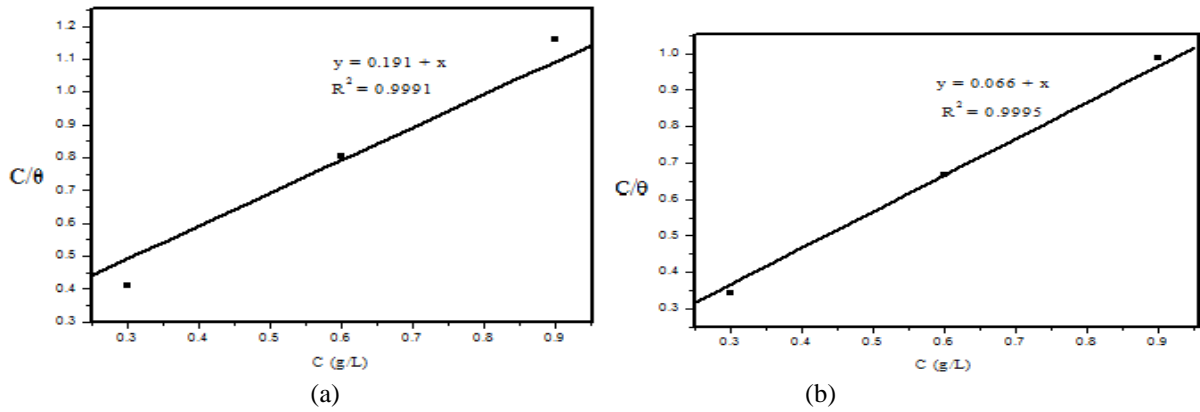 1.2
1.1
1.0
0.9
0.8
0.7
0.6
0.5
0.4
0.3
C/θ
y = 0.191 + x
R² = 0.9991
0.3 0.4 0.5 0.6 0.7 0.8 0.9
C (g/L)
(a)
1.0
0.9
0.8
0.7
0.6
0.5
0.4
0.3
C/θ
y = 0.066 + x
R² = 0.9995
0.3 0.4 0.5 0.6 0.7 0.8 0.9
C (g/L)
(b)